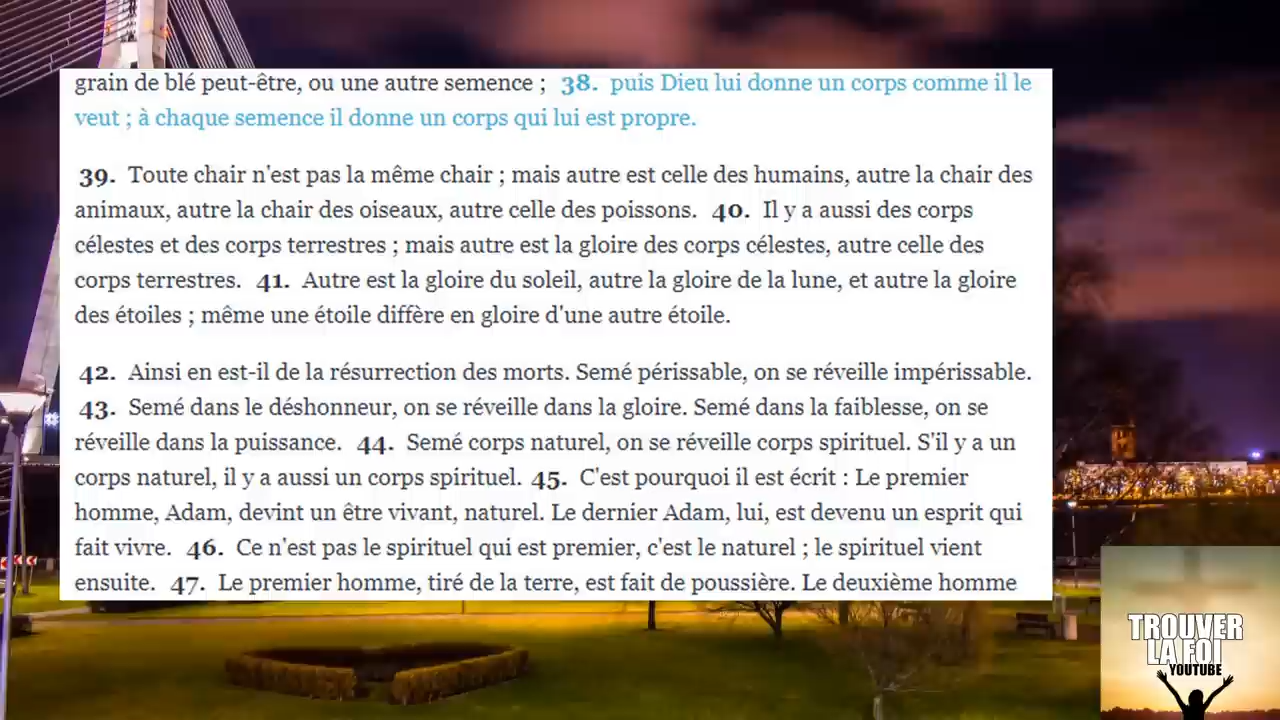 grain de blé peut-être, ou une autre semence ; 38. puis Dieu lui donne un corps comme il le
veut ; à chaque semence il donne un corps qui lui est propre.
39. Toute chair n'est pas la même chair ; mais autre est celle des humains, autre la chair des
animaux, autre la chair des oiseaux, autre celle des poissons. 40. Il y a aussi des corps
célestes et des corps terrestres ; mais autre est la gloire des corps célestes, autre celle des
corps terrestres. 41. Autre est la gloire du soleil, autre la gloire de la lune, et autre la gloire
des étoiles ; même une étoile diffère en gloire d'une autre étoile.
42. Ainsi en est-il de la résurrection des morts. Semé périssable, on se réveille impérissable.
43. Semé dans le déshonneur, on se réveille dans la gloire. Semé dans la faiblesse, on se
réveille dans la puissance. 44. Semé corps naturel, on se réveille corps spirituel. S'il y a un
corps naturel, il y a aussi un corps spirituel. 45. C'est pourquoi il est écrit : Le premier
homme, Adam, devint un être vivant, naturel. Le dernier Adam, lui, est devenu un esprit qui
fait vivre. 46. Ce n'est pas le spirituel qui est premier, c'est le naturel ; le spirituel vient
ensuite. 47. Le premier homme, tiré de la terre, est fait de poussière. Le deuxième homme
TROUVER
LA FOI
YOUTUBE